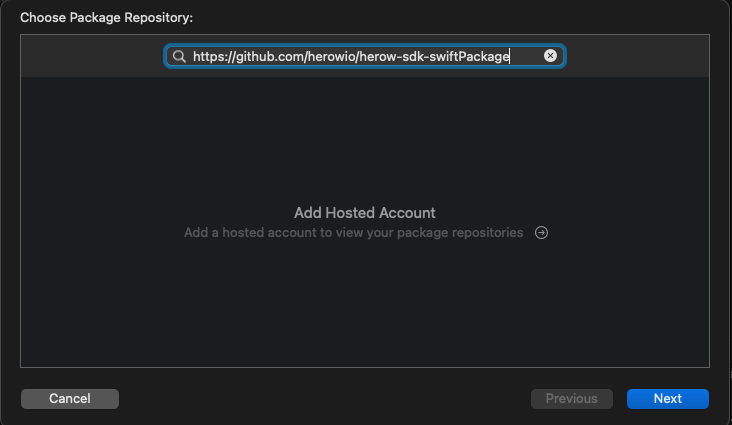 Choose Package Repository:
https://github.com/herowio/herow-sdk-swiftPackage
Add Hosted Account
Add a hosted account to view your package repositories
Cancel
Previous
Next